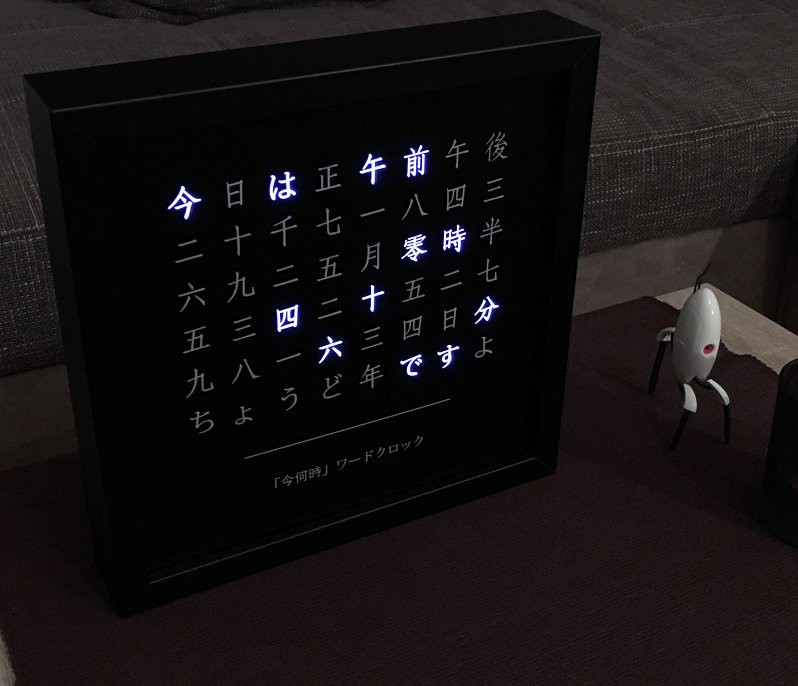 今日は正午前午後
二十千七一八四三
六九二五月零時半
五三四二十五二七
九八一六三四日分
ちょうど年ですよ
「今何時」ワードクロック